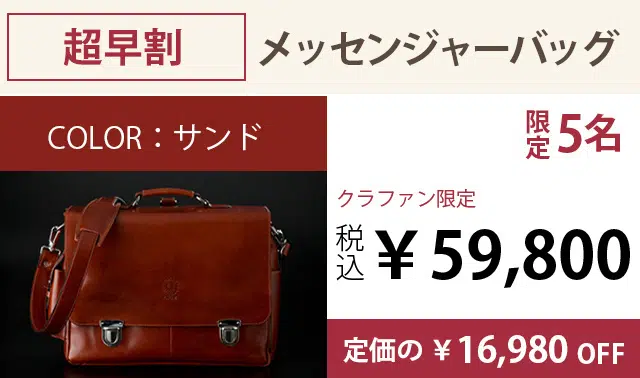 超早割 メッセンジャーバッグ
COLOR：サンド
限定5名
クラファン限定
税込￥59,800
定価の ￥16,980 OFF